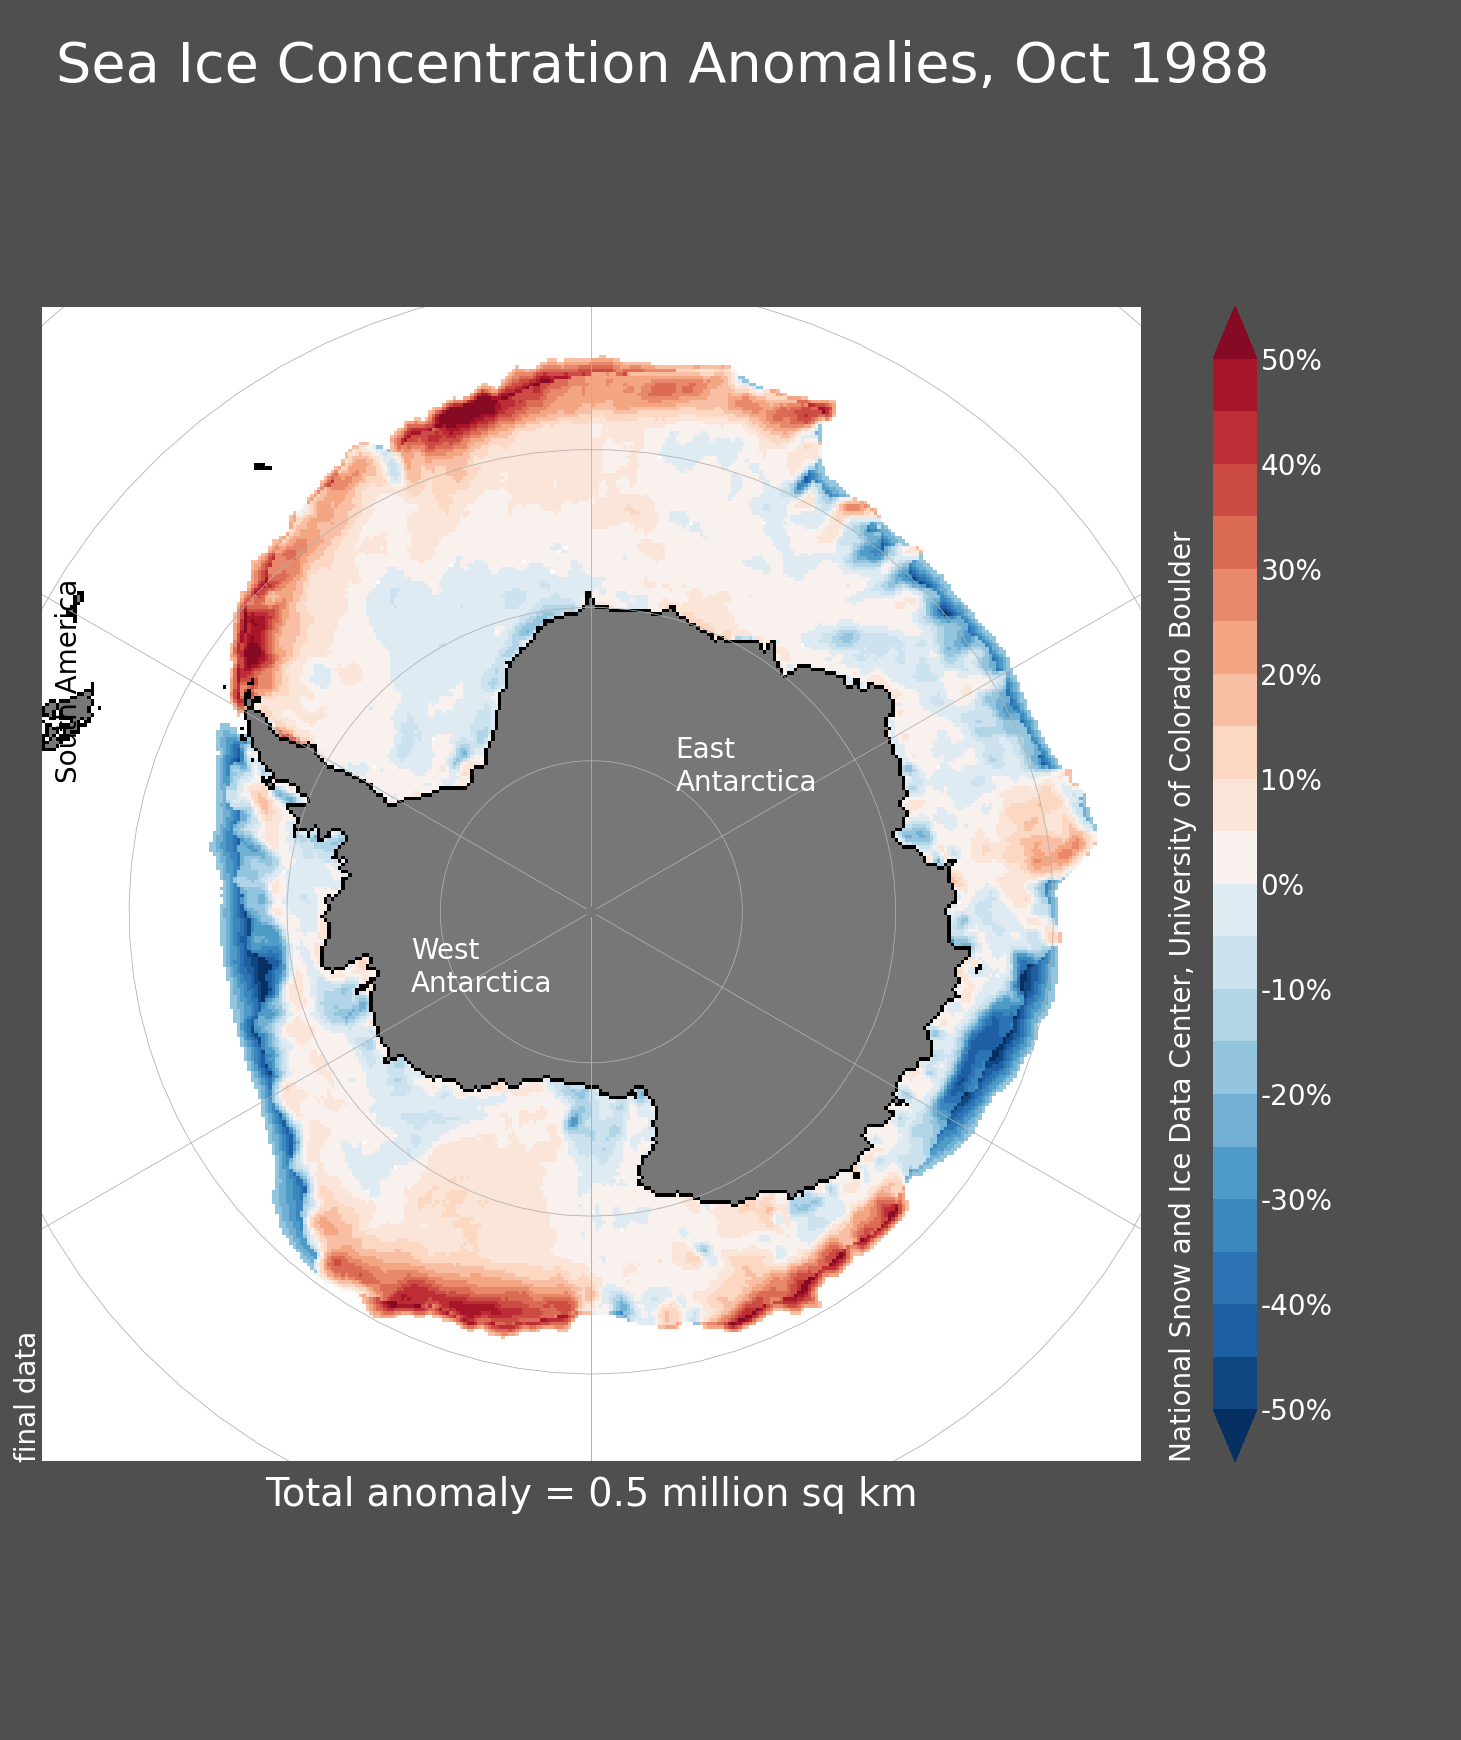 Sea Ice Concentration Anomalies, Oct 1988
South America
East
Antarctica
West
Antarctica
final data
National Snow and Ice Data Center, University of Colorado Boulder
50%
40%
30%
20%
10%
0%
-10%
-20%
-30%
-40%
-50%
Total anomaly = 0.5 million sq km